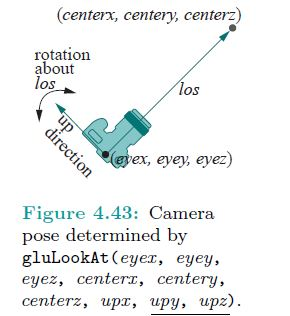 (centerx, centery, centerz)
rotation
about
los
los
up
direction
(eyex, eyey, eyez)
Figure 4.43: Camera
pose determined by
gluLookAt(eyex, eyey,
eyez, centerx, centery,
centerz, upx, upy, upz).